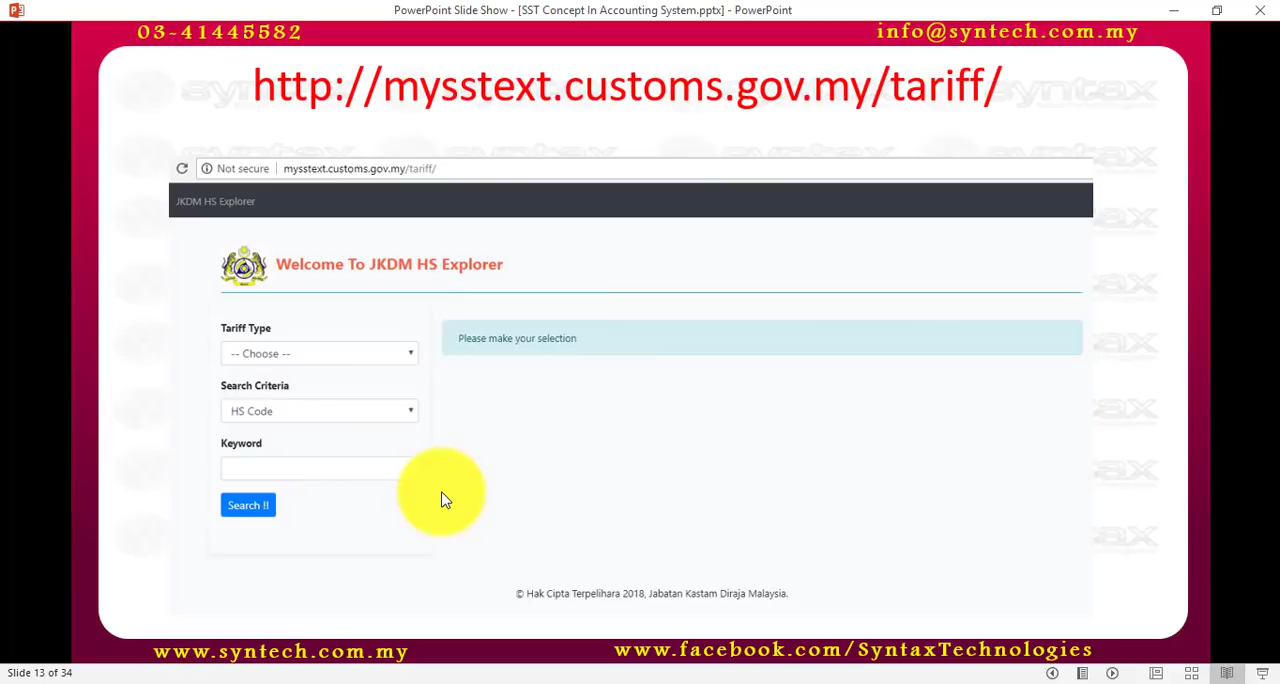 PowerPoint Slide Show - [SST Concept In Accounting System.pptx] - PowerPoint
03-41445582
info@syntech.com.my
http://mysstext.customs.gov.my/tariff/
Not secure | mysstext.customs.gov.my/tariff/
JKDM HS Explorer
Welcome To JKDM HS Explorer
Tariff Type
-- Choose --
Please make your selection
Search Criteria
HS Code
Keyword
Search !!
© Hak Cipta Terpelihara 2018, Jabatan Kastam Diraja Malaysia.
www.syntech.com.my
www.facebook.com/SyntaxTechnologies
Slide 13 of 34